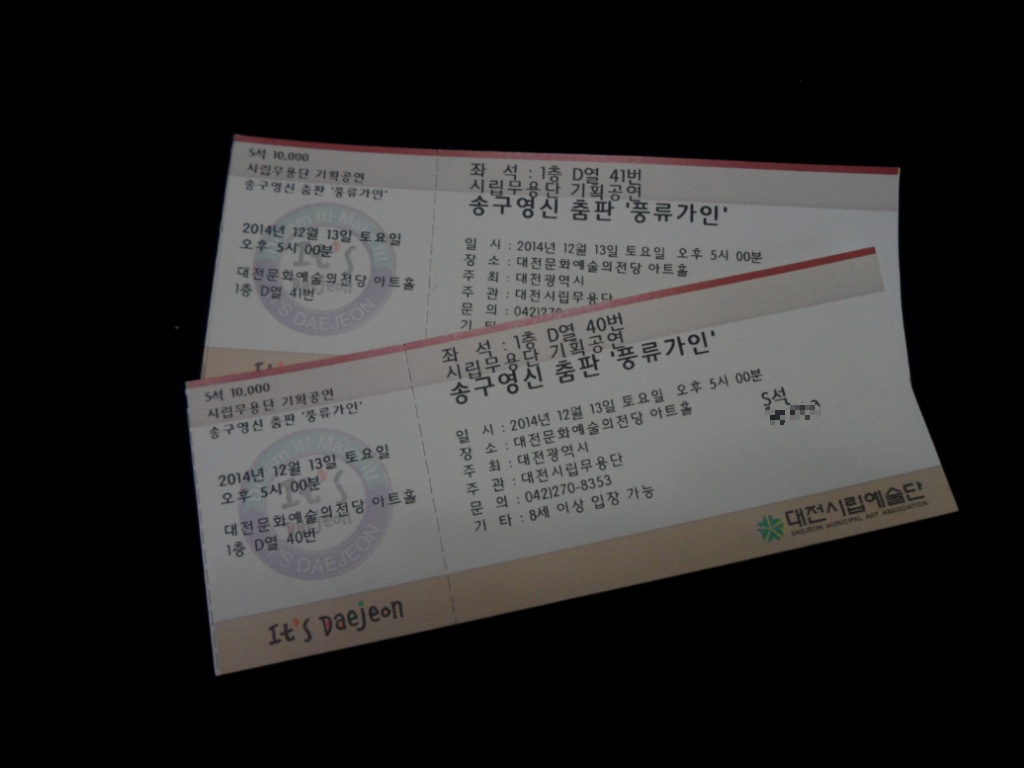 S석 10,000
시립무용단 기획공연
송구영신 춤판 '풍류가인'
2014년 12월 13일 토요일
오후 5시 00분
대전문화예술의전당 아트홀
1층 D열 41번
It's
DAEJEON
좌 석 : 1층 D열 41번
시립무용단 기획공연
송구영신 춤판 '풍류가인'
일 시 : 2014년 12월 13일 토요일 오후 5시 00분
장 소 : 대전문화예술의전당 아트홀
주 최 : 대전광역시
주 관 : 대전시립무용단
문 의 : 042)270
기 타
S석 10,000
시립무용단 기획공연
송구영신 춤판 '풍류가인'
2014년 12월 13일 토요일
오후 5시 00분
대전문화예술의전당 아트홀
1층 D열 40번
It's
DAEJEON
It's Daejeon
좌 석 : 1층 D열 40번
시립무용단 기획공연
송구영신 춤판 '풍류가인'
일 시 : 2014년 12월 13일 토요일 오후 5시 00분
장 소 : 대전문화예술의전당 아트홀
주 최 : 대전광역시
주 관 : 대전시립무용단
문 의 : 042)270-8353
기 타 : 8세 이상 입장 가능
S석
대전시립예술단
DAEJEON MUNICIPAL ART ASSOCIATION